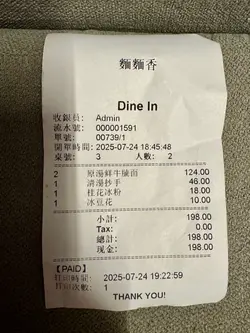 麵麵香
Dine In
收銀員: Admin
流水號: 000001591
單號: 00739/1
開單時間: 2025-07-24 18:45:48
桌號: 3 人數: 2
2 原湯鮮牛腩面 124.00
1 清湯抄手 46.00
1 桂花冰粉 18.00
1 冰豆花 10.00
小計: 198.00
Tax: 0.00
總計: 198.00
现金: 198.00
【PAID】
打印時間: 2025-07-24 19:22:59
打印次數: 1
THANK YOU!